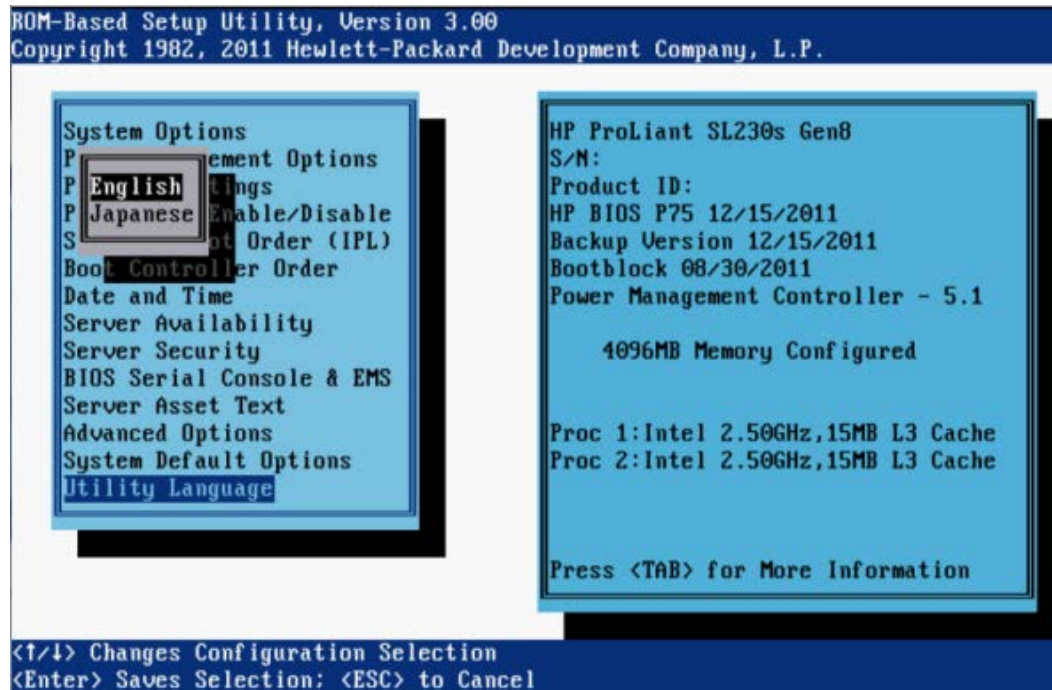 ROM-Based Setup Utility, Version 3.00
Copyright 1982, 2011 Hewlett-Packard Development Company, L.P.
System Options
P ement Options
P tings
P Enable/Disable
S ot Order (IPL)
Boot Controller Order
Date and Time
Server Availability
Server Security
BIOS Serial Console & EMS
Server Asset Text
Advanced Options
System Default Options
Utility Language
English
Japanese
HP ProLiant SL230s Gen8
S/N:
Product ID:
HP BIOS P75 12/15/2011
Backup Version 12/15/2011
Bootblock 08/30/2011
Power Management Controller - 5.1
4096MB Memory Configured
Proc 1:Intel 2.50GHz,15MB L3 Cache
Proc 2:Intel 2.50GHz,15MB L3 Cache
Press <TAB> for More Information
<↑/↓> Changes Configuration Selection
<Enter> Saves Selection; <ESC> to Cancel